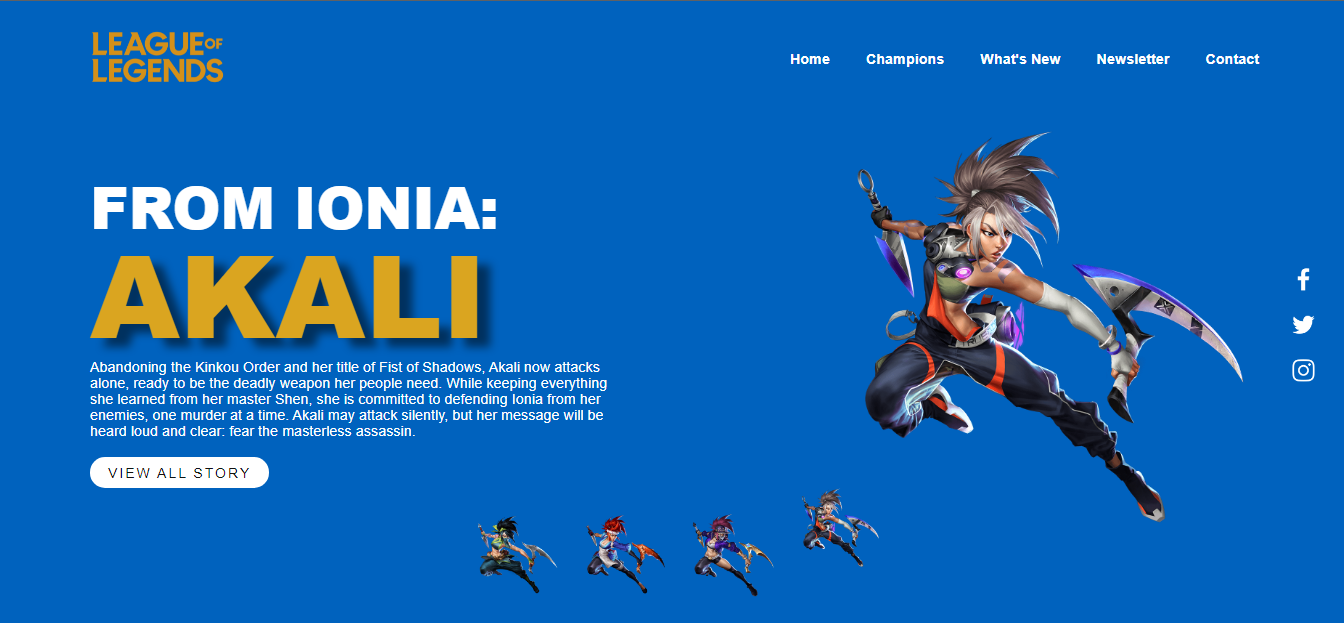 LEAGUE OF
LEGENDS
Home Champions What's New Newsletter Contact
FROM IONIA:
AKALI
Abandoning the Kinkou Order and her title of Fist of Shadows, Akali now attacks
alone, ready to be the deadly weapon her people need. While keeping everything
she learned from her master Shen, she is committed to defending Ionia from her
enemies, one murder at a time. Akali may attack silently, but her message will be
heard loud and clear: fear the masterless assassin.
VIEW ALL STORY